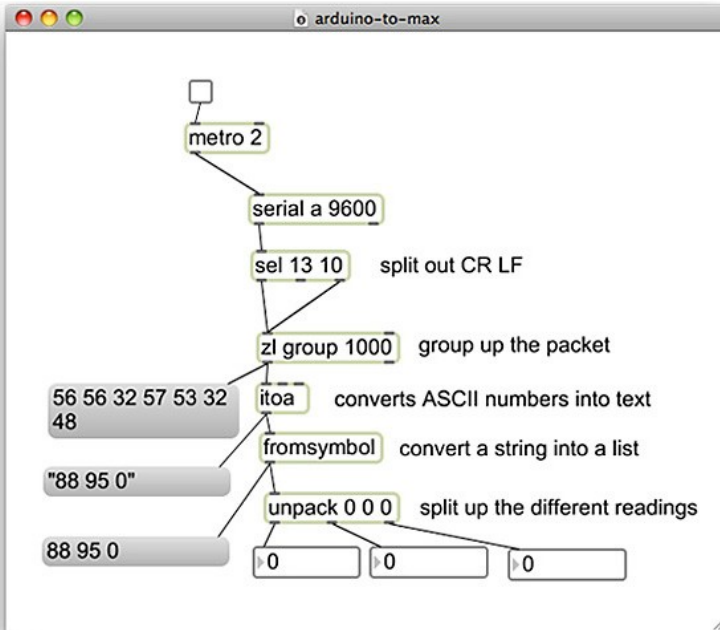 arduino-to-max
metro 2
serial a 9600
sel 13 10
split out CR LF
zl group 1000
group up the packet
56 56 32 57 53 32
48
itoa
converts ASCII numbers into text
fromsymbol
convert a string into a list
"88 95 0"
unpack 0 0 0
split up the different readings
88 95 0
0
0
0